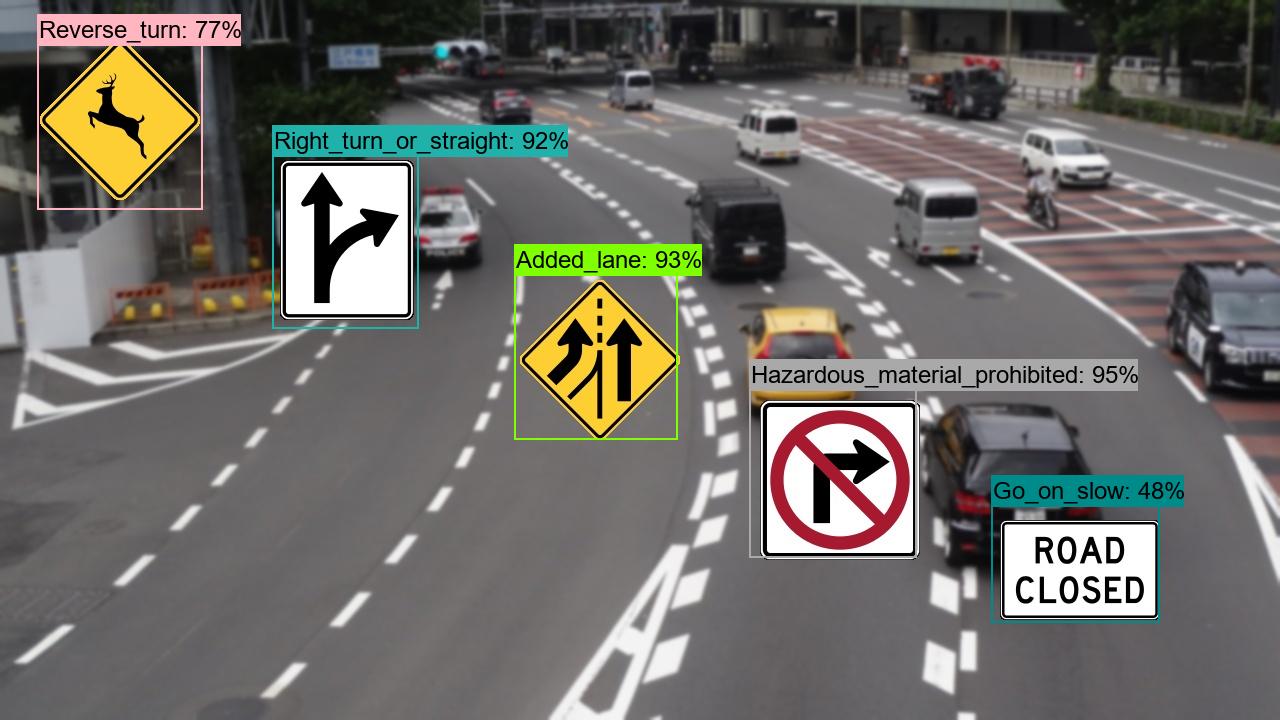 Reverse_turn: 77%
Right_turn_or_straight: 92%
Added_lane: 93%
Hazardous_material_prohibited: 95%
Go_on_slow: 48%
ROAD
CLOSED